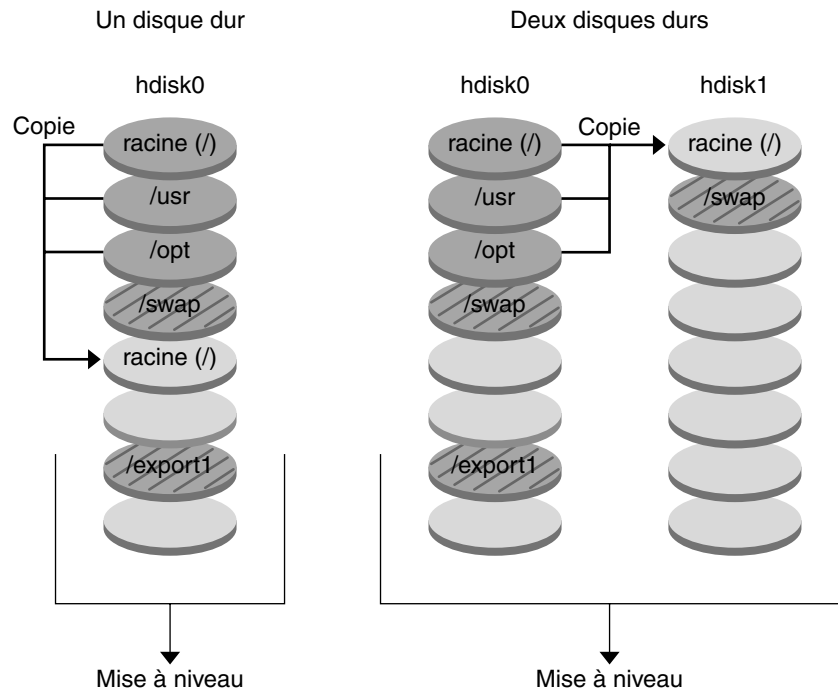 Un disque dur
hdisk0
Copie
racine (/)
/usr
/opt
/swap
racine (/)
/export1
Mise à niveau
Deux disques durs
hdisk0
hdisk1
racine (/)
Copie
racine (/)
/usr
/swap
/opt
/swap
/export1
Mise à niveau